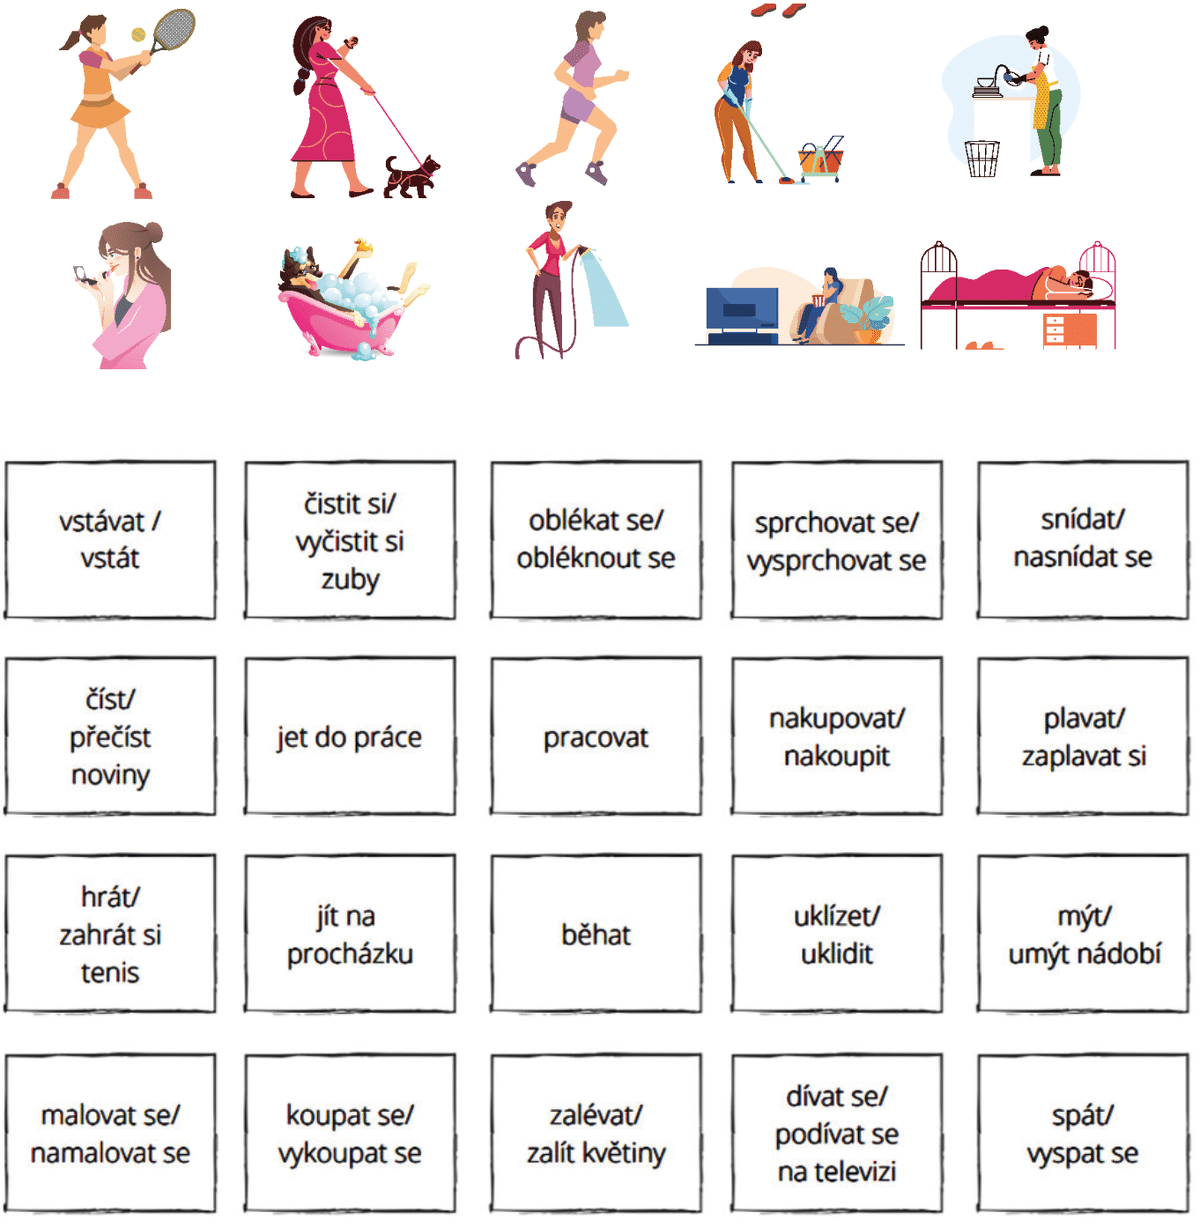 vstávat /
vstát
čistit si/
vyčistit si
zuby
oblékat se/
obléknout se
sprchovat se/
vysprchovat se
snídat/
nasnídat se
číst/
přečíst
noviny
jet do práce
pracovat
nakupovat/
nakoupit
plavat/
zaplavat si
hrát/
zahrát si
tenis
jít na
procházku
běhat
uklízet/
uklidit
mýt/
umýt nádobí
malovat se/
namalovat se
koupat se/
vykoupat se
zalévat/
zalít květiny
dívat se/
podívat se
na televizi
spát/
vyspat se